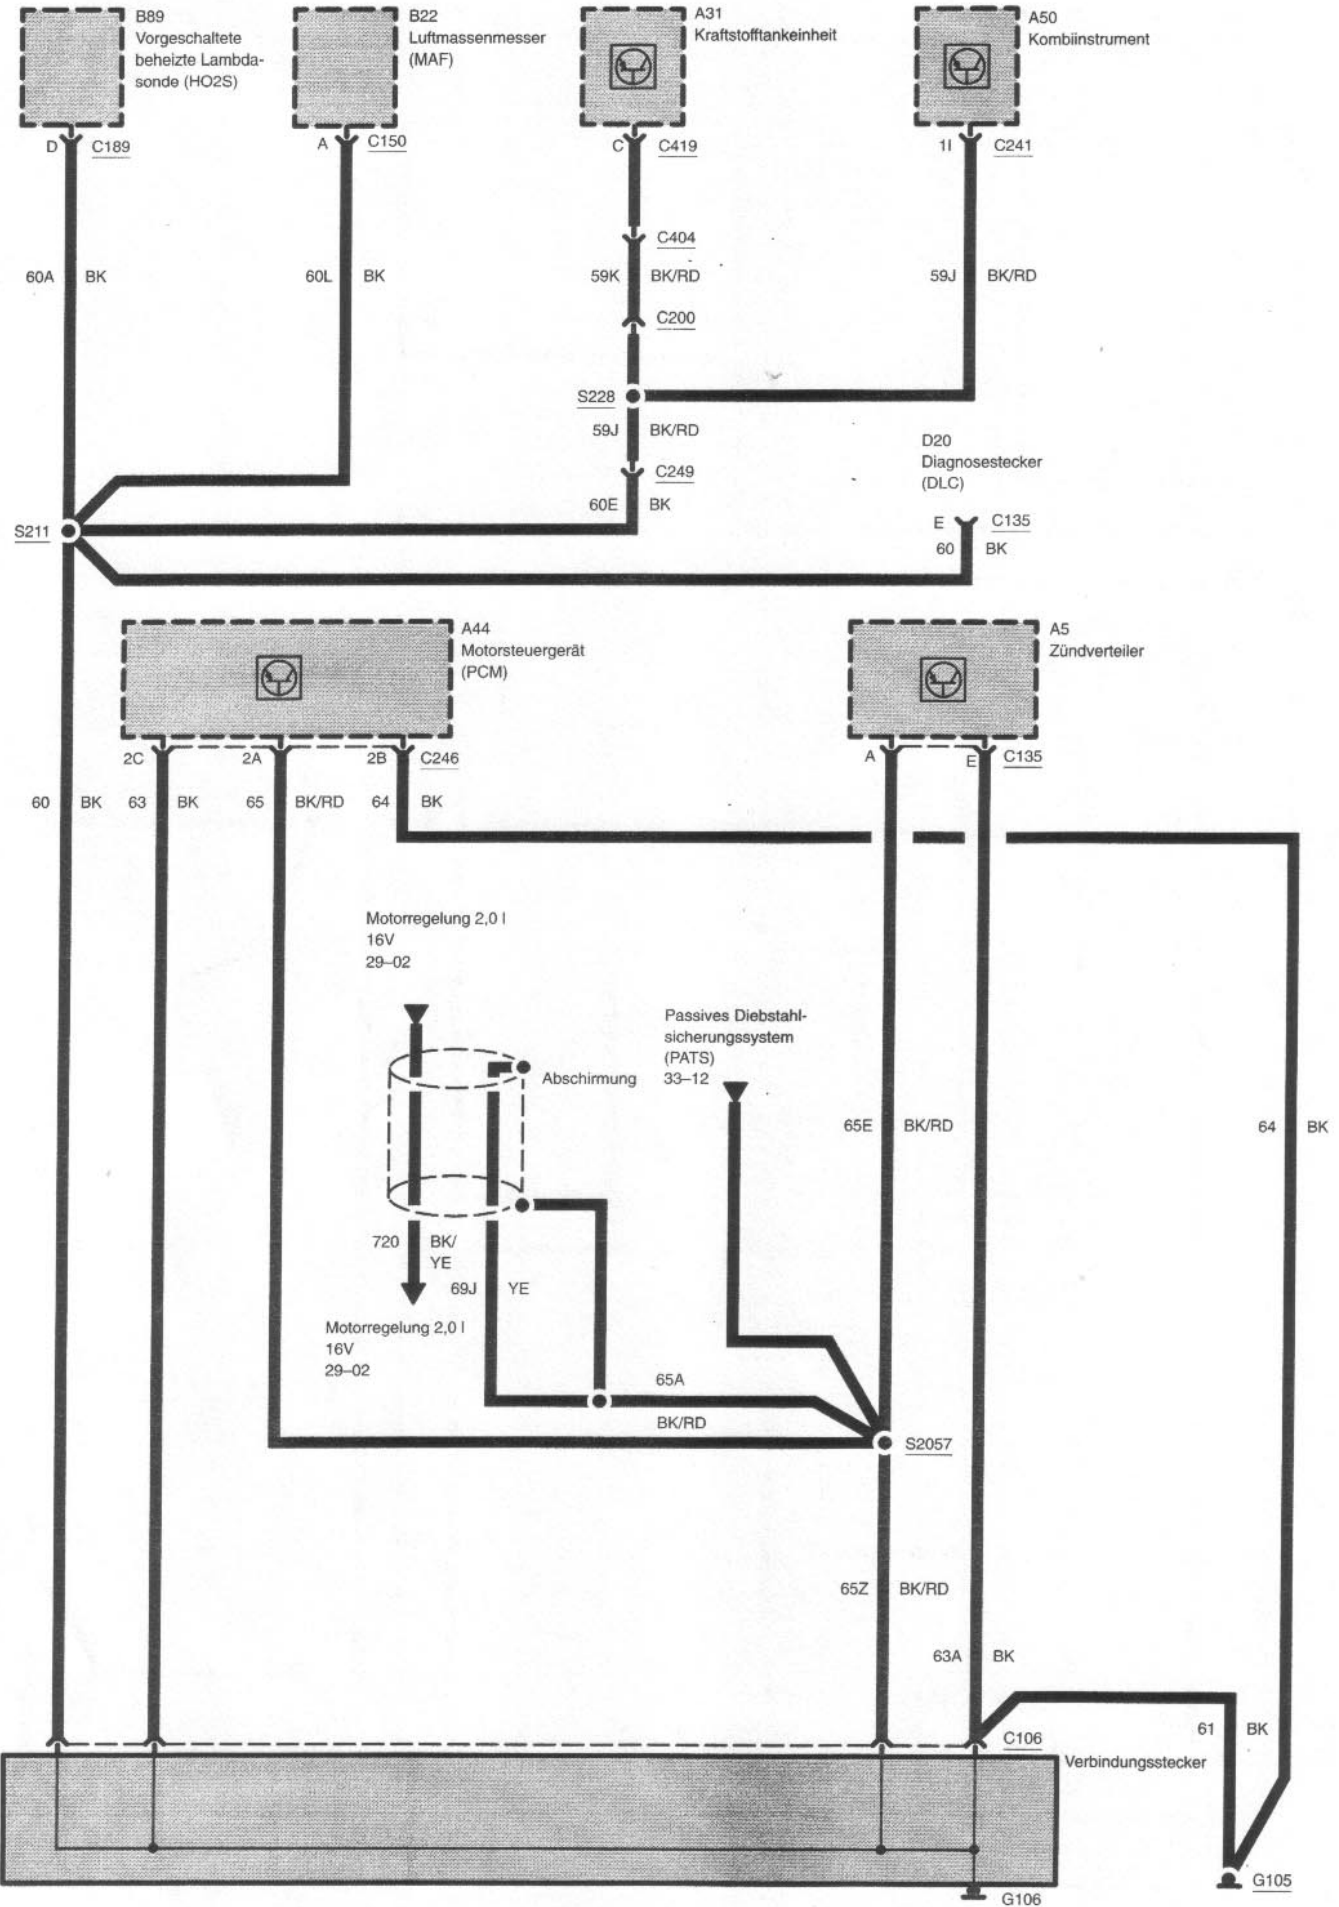 B89
Vorgeschaltete
beheizte Lambda-
sonde (HO2S)
B22
Luftmassenmesser
(MAF)
A31
Kraftstofftankeinheit
A50
Kombiinstrument
D C189
A C150
C C419
1I C241
C404
60A BK
60L BK
59K BK/RD
59J BK/RD
C200
S228
59J BK/RD
C249
60E BK
D20
Diagnosestecker
(DLC)
E C135
60 BK
S211
A44
Motorsteuergerät
(PCM)
A5
Zündverteiler
2C 2A 2B C246
A E C135
60 BK 63 BK 65 BK/RD 64 BK
Motorregelung 2,0 l
16V
29–02
Passives Diebstahl-
sicherungssystem
(PATS)
33–12
Abschirmung
65E BK/RD
64 BK
720 BK/
YE
69J YE
Motorregelung 2,0 l
16V
29–02
65A
BK/RD
S2057
65Z BK/RD
63A BK
61 BK
C106
Verbindungsstecker
G105
G106